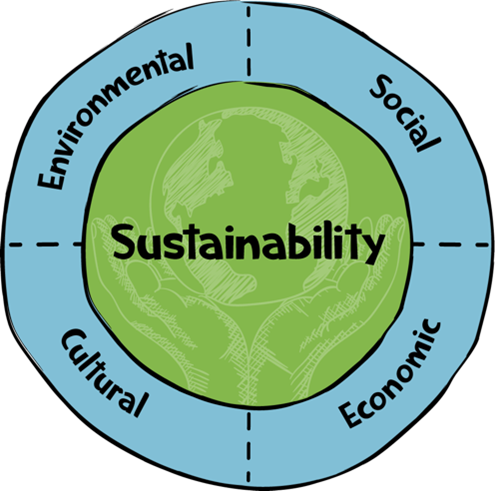 Environmental
Social
Sustainability
Cultural
Economic